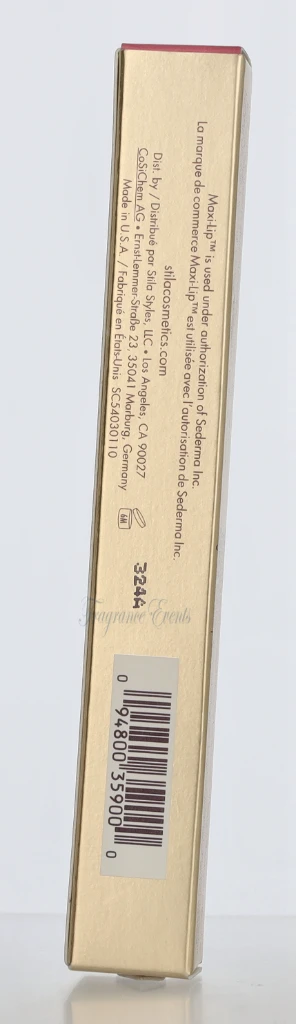 Maxi-Lip™ is used under authorization of Sederma Inc.
La marque de commerce Maxi-Lip™ est utilisée avec l'autorisation de Sederma Inc.
stilacosmetics.com
Dist. by / Distribué par Stila Styles, LLC • Los Angeles, CA 90027
CoSiChem AG • Ernst-Lemmer-Straße 23, 35041 Marburg, Germany
Made in U.S.A. / Fabriqué en États-Unis SC54030110
6M
324A
Fragrance Events
0 94800 35900 0